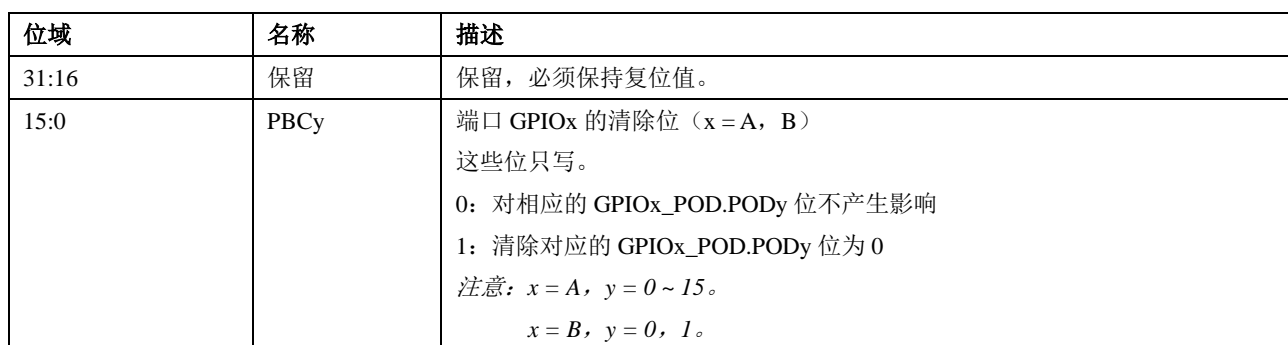 位域 名称 描述
31:16 保留 保留，必须保持复位值。
15:0 PBCy 端口 GPIOx 的清除位（x = A，B）
这些位只写。
0：对相应的 GPIOx_POD.PODy 位不产生影响
1：清除对应的 GPIOx_POD.PODy 位为 0
注意：x = A，y = 0 ~ 15。
x = B，y = 0，1。